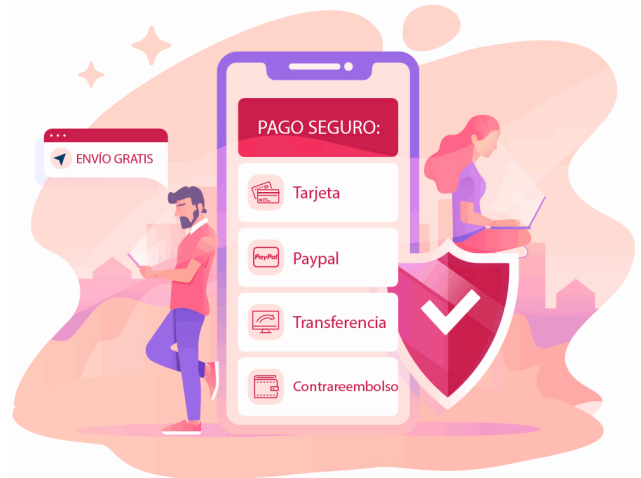 PAGO SEGURO:
ENVÍO GRATIS
Tarjeta
PayPal
Paypal
Transferencia
Contrareembolso